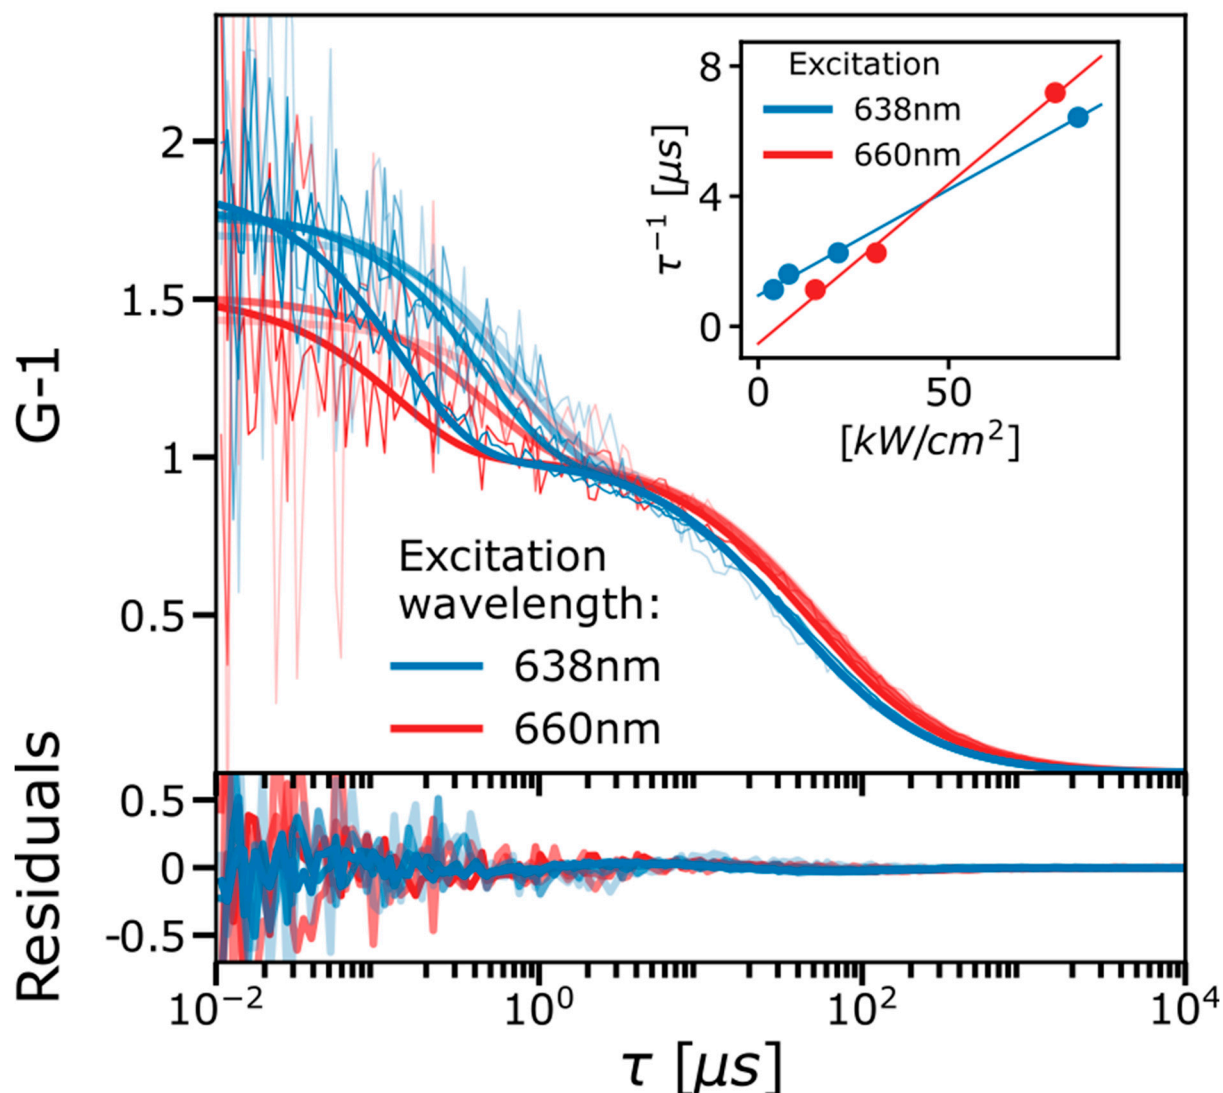 G-1
2
1.5
1
0.5
Excitation
wavelength:
638nm
660nm
Excitation
638nm
660nm
τ⁻¹ [μs]
8
4
0
0 50
[kW/cm²]
Residuals
0.5
0
-0.5
10⁻² 10⁰ 10² 10⁴
τ [μs]